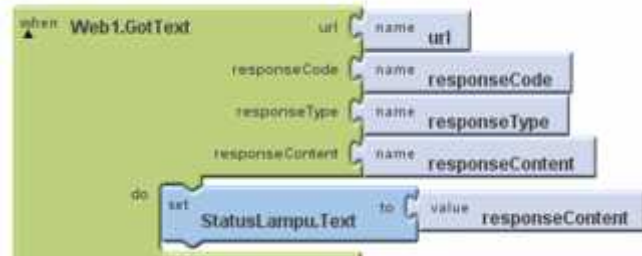 when Web1.GotText url name url
responseCode name responseCode
responseType name responseType
responseContent name responseContent
do set StatusLampu.Text to value responseContent